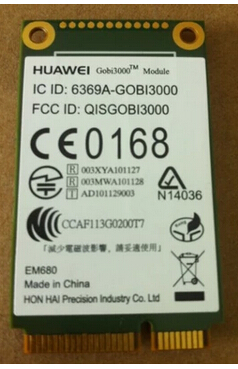 HUAWEI Gobi3000™ Module
IC ID: 6369A-GOBI3000
FCC ID: QISGOBI3000
CE0168
R 003XYA101127
R 003MWA101128
T AD101129003
N14036
CCAF113G0200T7
「減少電磁波影響，請妥適使用」
EM680
Made in China
HON HAI Precision Industry Co. Ltd